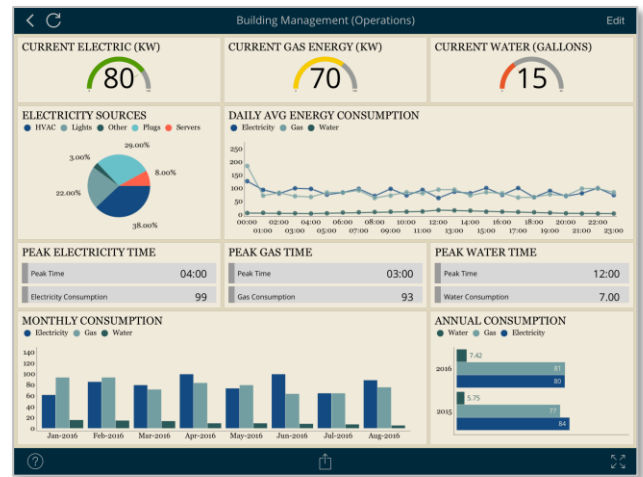 Building Management (Operations)
Edit
CURRENT ELECTRIC (KW)
80
CURRENT GAS ENERGY (KW)
70
CURRENT WATER (GALLONS)
15
ELECTRICITY SOURCES
HVAC Lights Other Plugs Servers
29.00%
3.00%
8.00%
22.00%
38.00%
DAILY AVG ENERGY CONSUMPTION
Electricity Gas Water
250
200
150
100
50
0
00:00 02:00 04:00 06:00 08:00 10:00 12:00 14:00 16:00 18:00 20:00 22:00
01:00 03:00 05:00 07:00 09:00 11:00 13:00 15:00 17:00 19:00 21:00 23:00
PEAK ELECTRICITY TIME
Peak Time 04:00
Electricity Consumption 99
PEAK GAS TIME
Peak Time 03:00
Gas Consumption 93
PEAK WATER TIME
Peak Time 12:00
Water Consumption 7.00
MONTHLY CONSUMPTION
Electricity Gas Water
140
120
100
80
60
40
20
0
Jan-2016 Feb-2016 Mar-2016 Apr-2016 May-2016 Jun-2016 Jul-2016 Aug-2016
ANNUAL CONSUMPTION
Water Gas Electricity
7.42
2016 81
80
5.75
2015 77
84
?